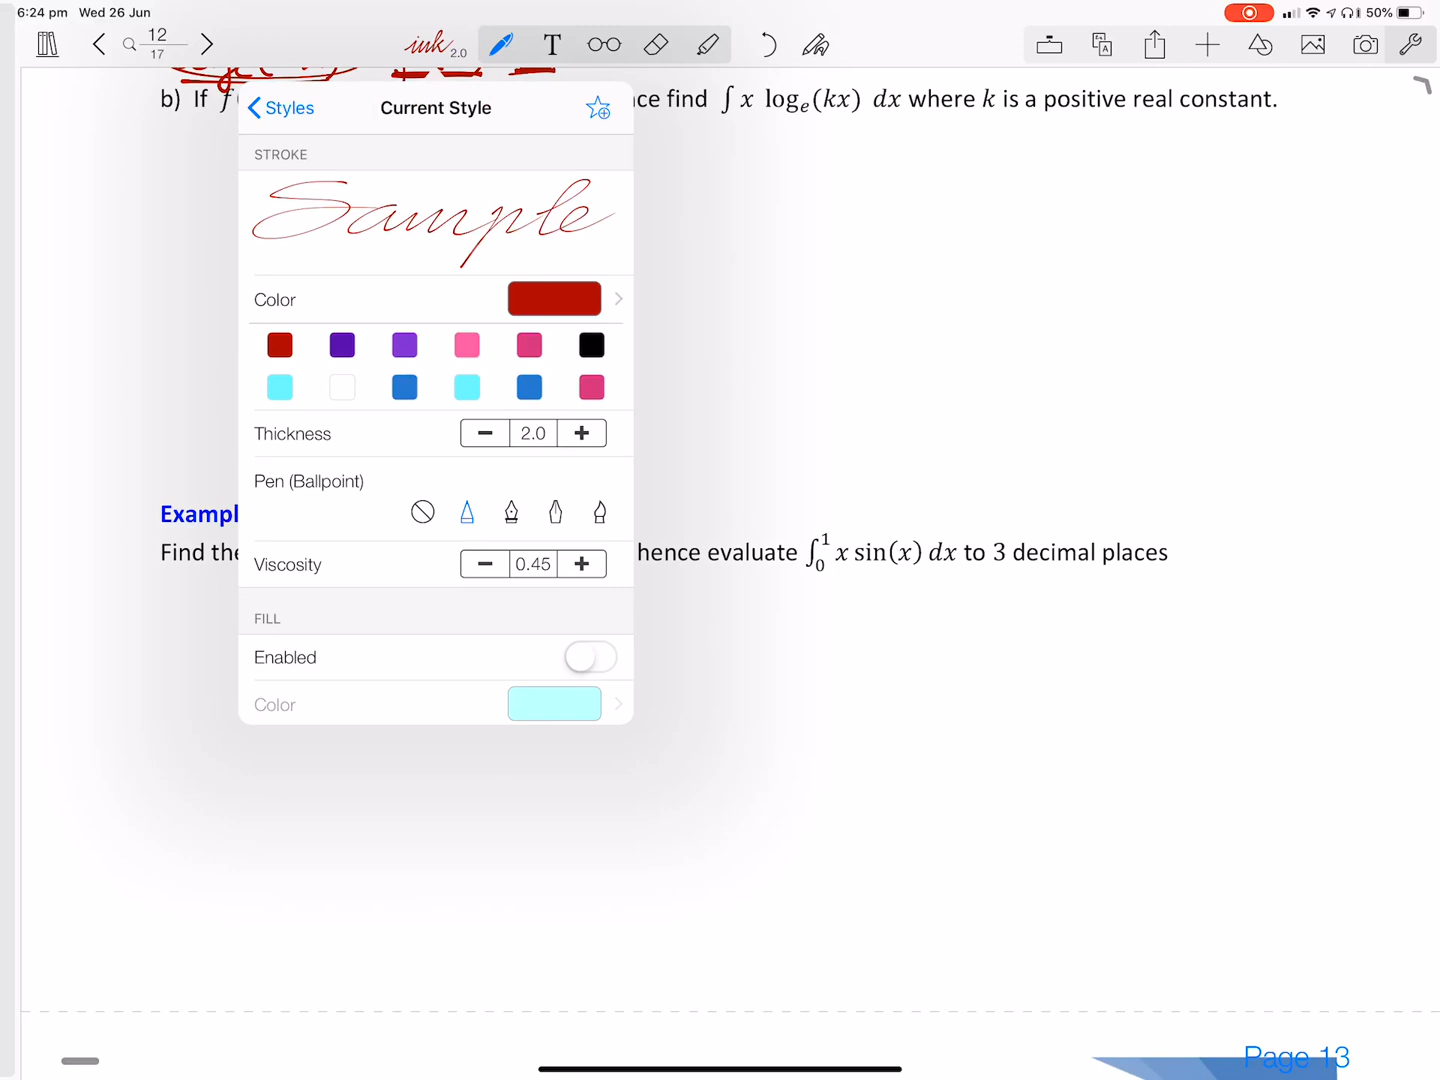 6:24 pm Wed 26 Jun
50%
12
17
ink 2.0
T
b) If f
ce find ∫ x logₑ(kx) dx where k is a positive real constant.
Styles
Current Style
STROKE
Sample
Color
Thickness
− 2.0 +
Pen (Ballpoint)
Viscosity
− 0.45 +
FILL
Enabled
Color
Exampl
Find the
hence evaluate ∫₀¹ x sin(x) dx to 3 decimal places
Page 13